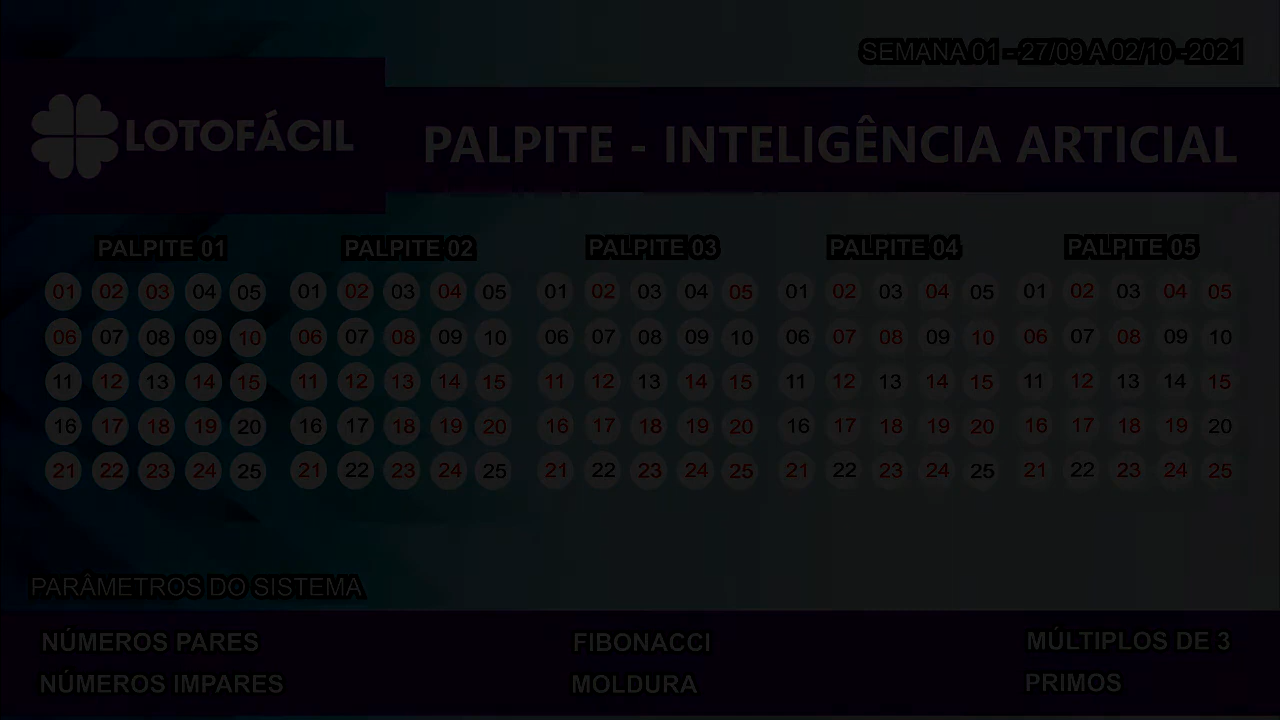 SEMANA 01 - 27/09 A 02/10 -2021
LOTOFÁCIL
PALPITE - INTELIGÊNCIA ARTICIAL
PALPITE 01 PALPITE 02 PALPITE 03 PALPITE 04 PALPITE 05
01 02 03 04 05 01 02 03 04 05 01 02 03 04 05 01 02 03 04 05 01 02 03 04 05
06 07 08 09 10 06 07 08 09 10 06 07 08 09 10 06 07 08 09 10 06 07 08 09 10
11 12 13 14 15 11 12 13 14 15 11 12 13 14 15 11 12 13 14 15 11 12 13 14 15
16 17 18 19 20 16 17 18 19 20 16 17 18 19 20 16 17 18 19 20 16 17 18 19 20
21 22 23 24 25 21 22 23 24 25 21 22 23 24 25 21 22 23 24 25 21 22 23 24 25
PARÂMETROS DO SISTEMA
NÚMEROS PARES FIBONACCI MÚLTIPLOS DE 3
NÚMEROS IMPARES MOLDURA PRIMOS